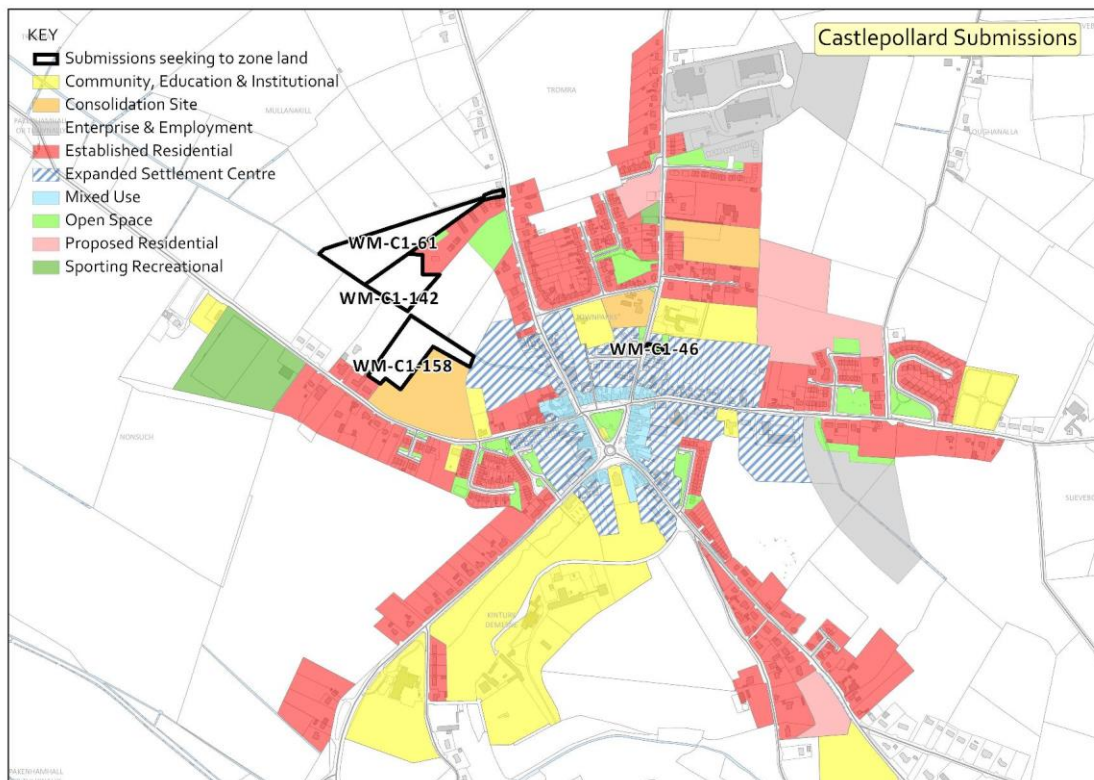 Castlepollard Submissions
KEY
Submissions seeking to zone land
Community, Education & Institutional
Consolidation Site
Enterprise & Employment
Established Residential
Expanded Settlement Centre
Mixed Use
Open Space
Proposed Residential
Sporting Recreational
TROMRA
MULLANAKILL
WM-C1-61
WM-C1-142
WM-C1-46
WM-C1-158
NONSUCH
KINTURK
DEMESNE
PAKENHAMHALL